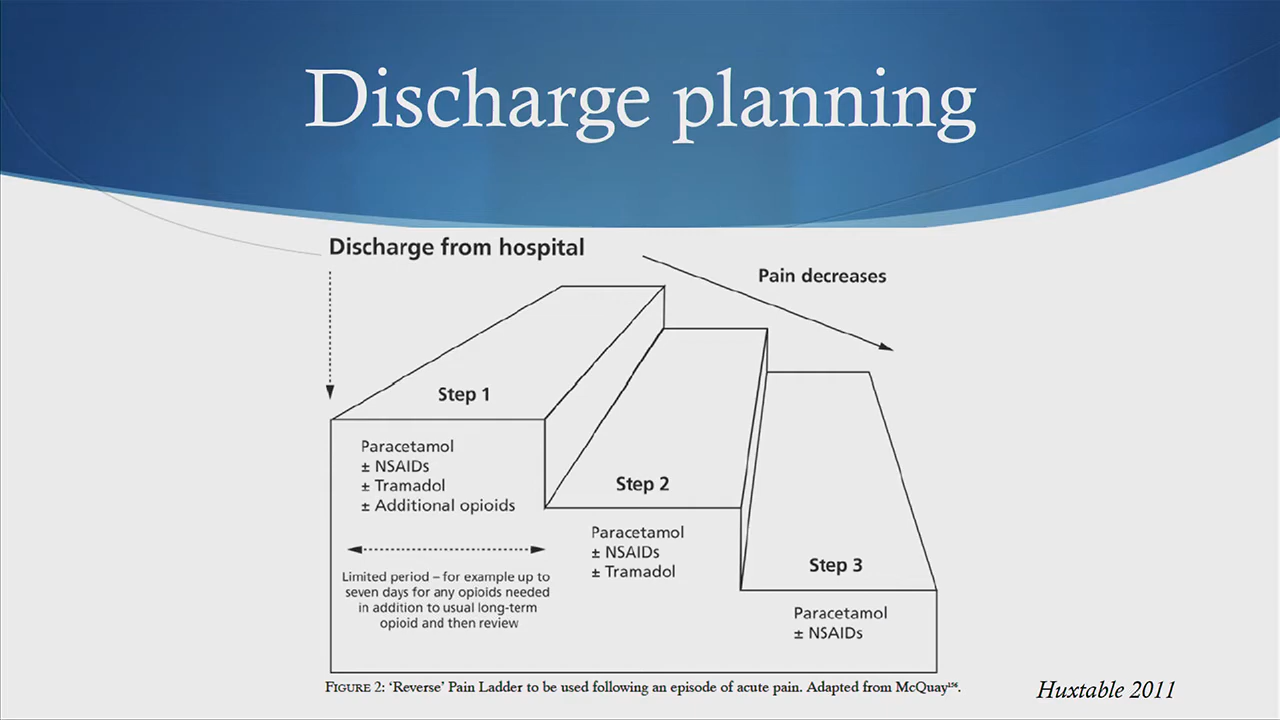 Discharge planning
Discharge from hospital
Pain decreases
Step 1
Paracetamol
± NSAIDs
± Tramadol
± Additional opioids
Limited period – for example up to
seven days for any opioids needed
in addition to usual long-term
opioid and then review
Step 2
Paracetamol
± NSAIDs
± Tramadol
Step 3
Paracetamol
± NSAIDs
FIGURE 2: ‘Reverse’ Pain Ladder to be used following an episode of acute pain. Adapted from McQuay¹⁵⁶.
Huxtable 2011